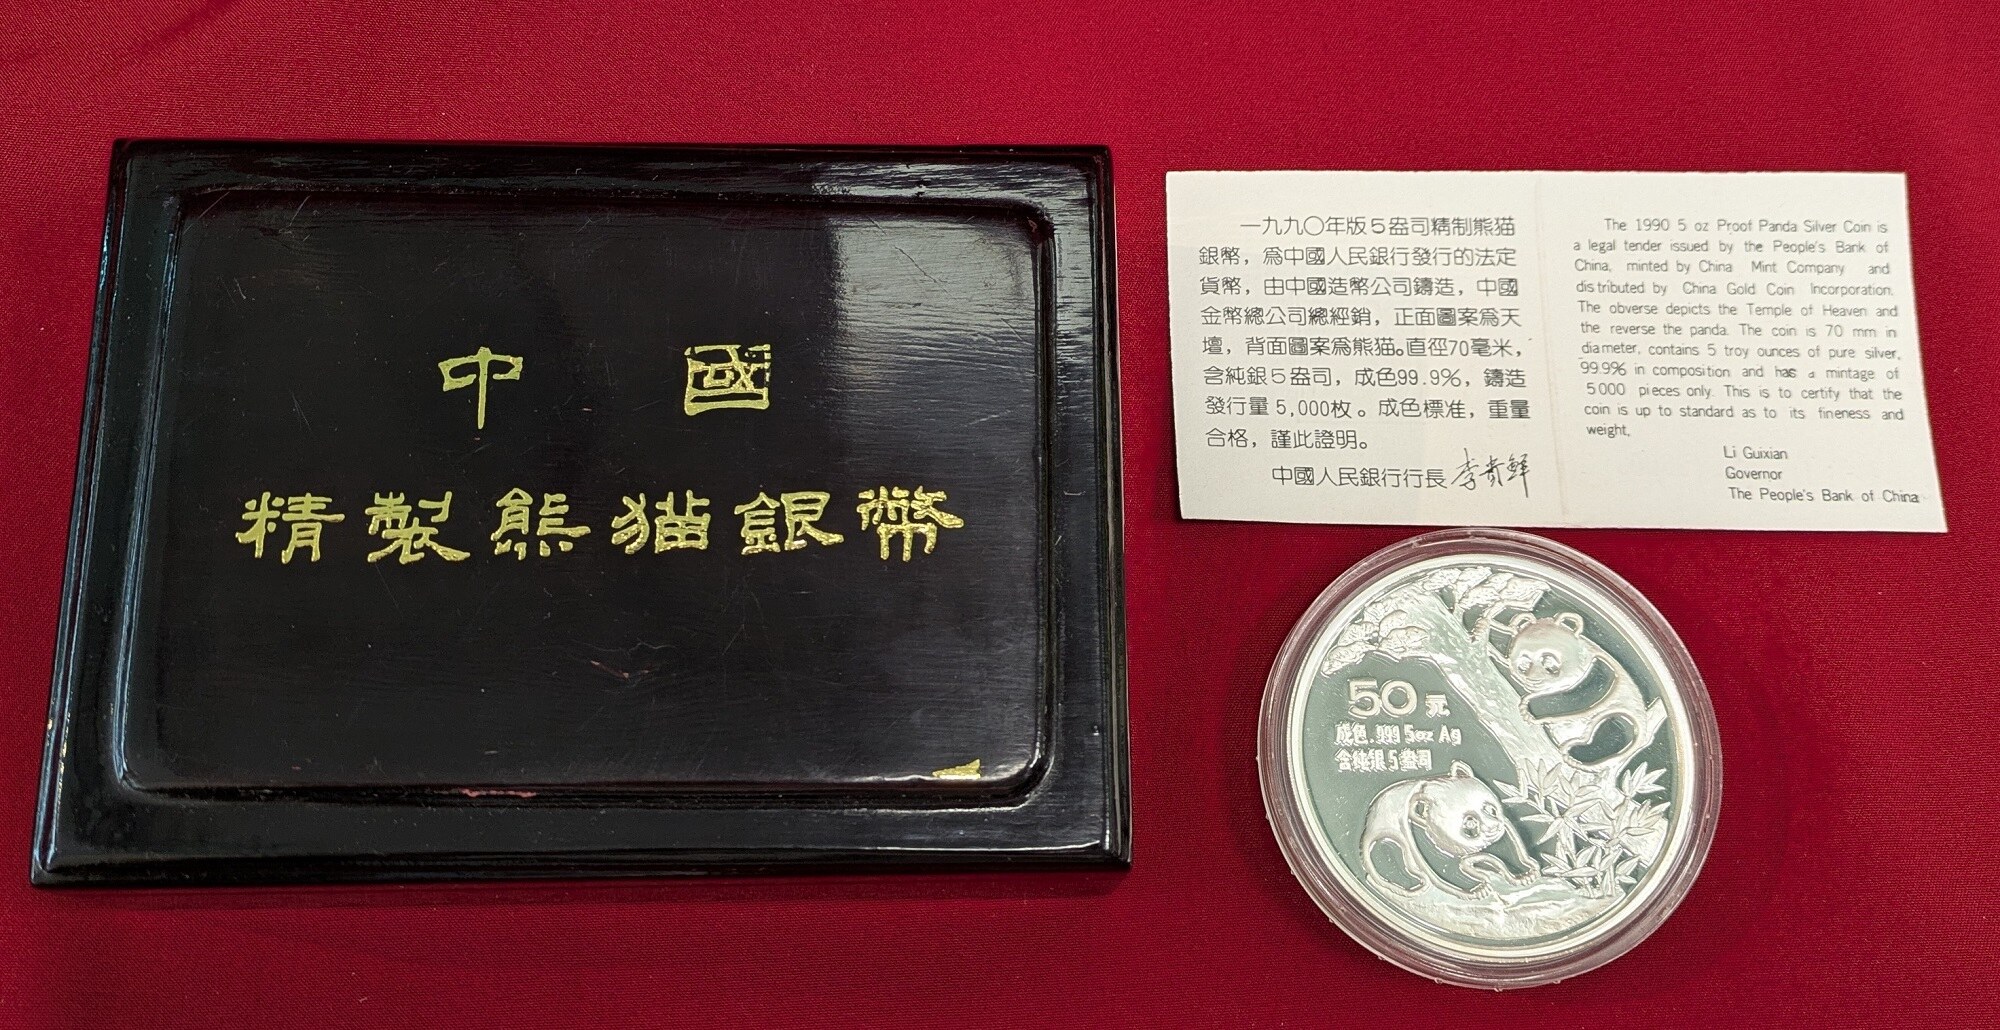 中國
精製熊猫銀幣
一九九〇年版5盎司精制熊猫
銀幣，爲中國人民銀行發行的法定
貨幣，由中國造幣公司鑄造，中國
金幣總公司總經銷，正面圖案爲天
壇，背面圖案爲熊猫。直徑70毫米，
含純銀5盎司，成色99.9%，鑄造
發行量5,000枚。成色標准，重量
合格，謹此證明。
中國人民銀行行長 李貴鮮
The 1990 5 oz Proof Panda Silver Coin is
a legal tender issued by the People's Bank of
China, minted by China Mint Company and
distributed by China Gold Coin Incorporation.
The obverse depicts the Temple of Heaven and
the reverse the panda. The coin is 70 mm in
diameter, contains 5 troy ounces of pure silver,
99.9% in composition and has a mintage of
5000 pieces only. This is to certify that the
coin is up to standard as to its fineness and
weight,
Li Guixian
Governor
The People's Bank of China
50元
成色.999 5oz Ag
含纯银5盎司